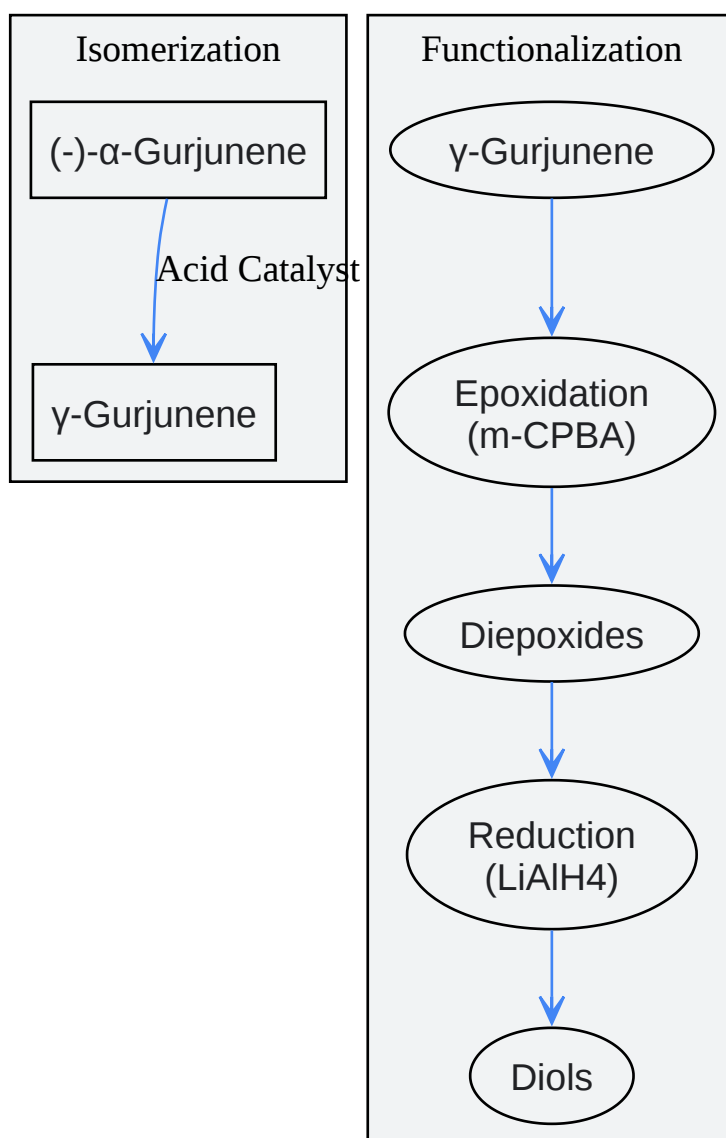 Isomerization
(-)-α-Gurjunene
Acid Catalyst
γ-Gurjunene
Functionalization
γ-Gurjunene
Epoxidation
(m-CPBA)
Diepoxides
Reduction
(LiAlH4)
Diols